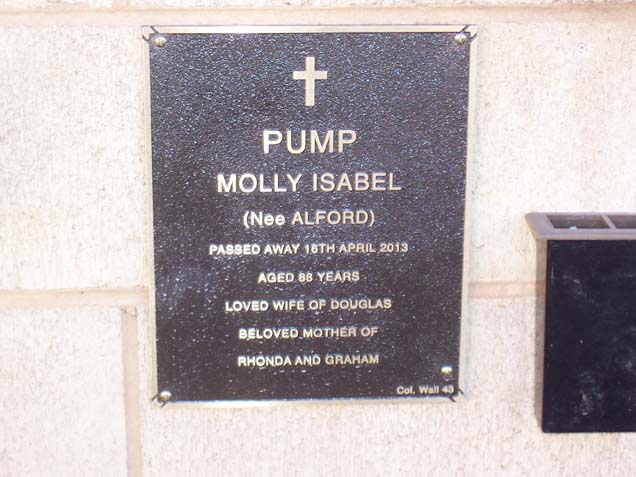 PUMP
MOLLY ISABEL
(Nee ALFORD)
PASSED AWAY 16TH APRIL 2013
AGED 88 YEARS
LOVED WIFE OF DOUGLAS
BELOVED MOTHER OF
RHONDA AND GRAHAM
Col. Wall 43